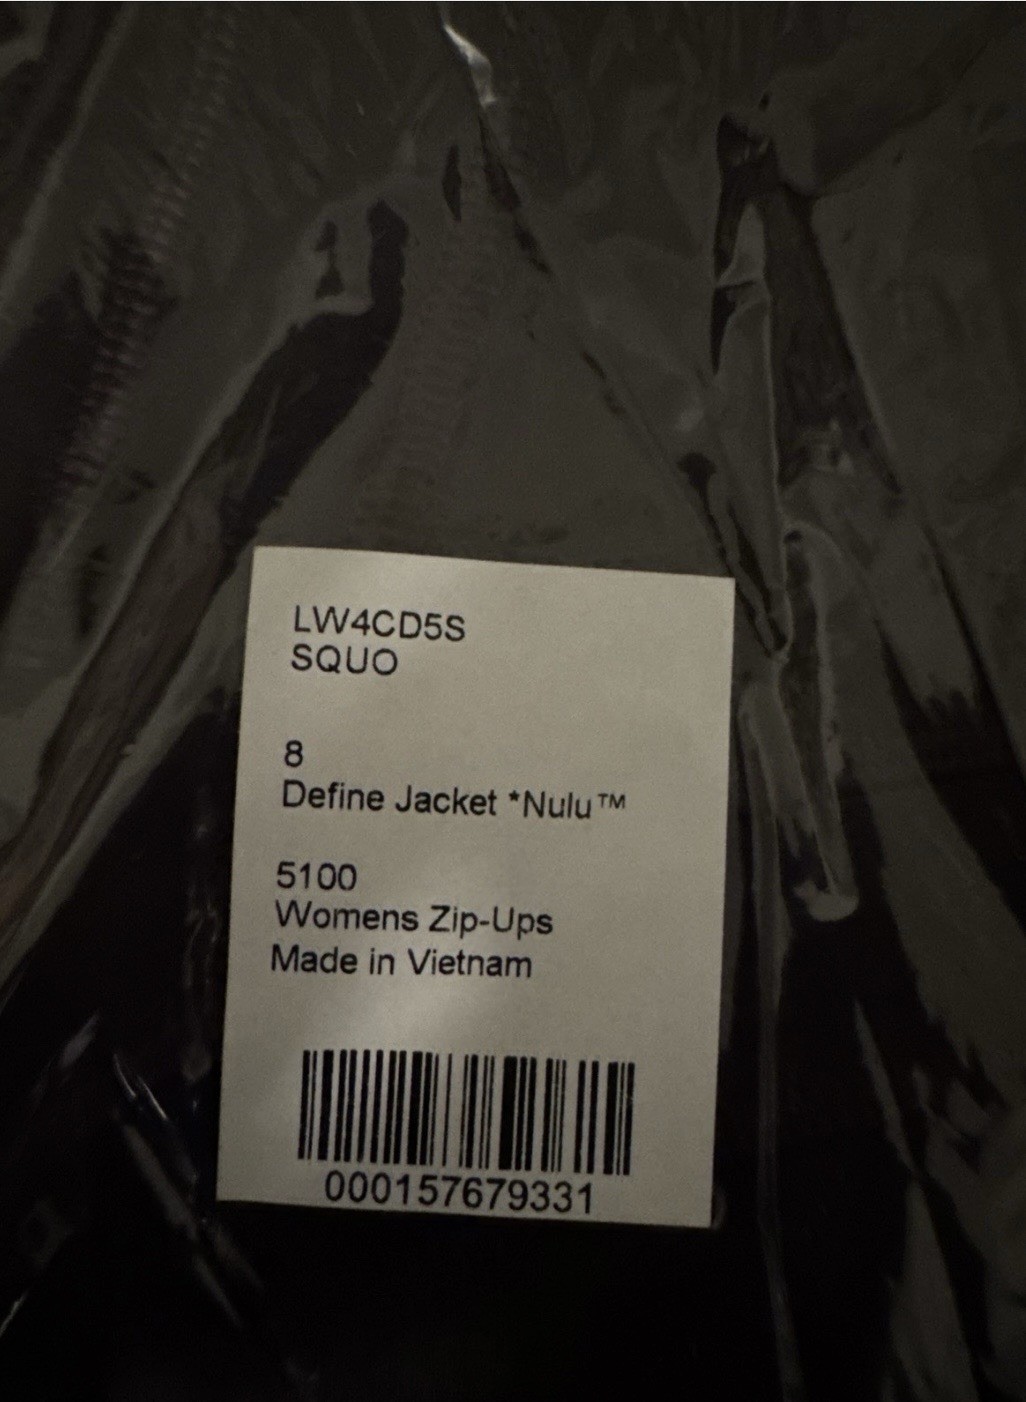 LW4CD5S
SQUO
8
Define Jacket *Nulu™
5100
Womens Zip-Ups
Made in Vietnam
000157679331